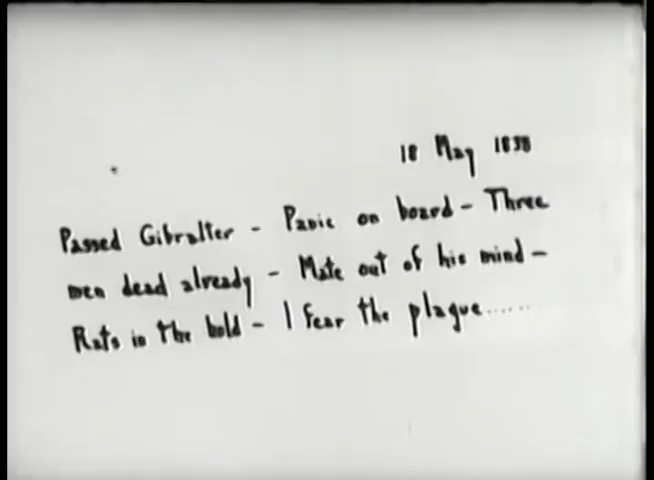 18 May 1838
Passed Gibralter - Panic on board - Three
men dead already - Mate out of his mind -
Rats in the hold - I fear the plague......